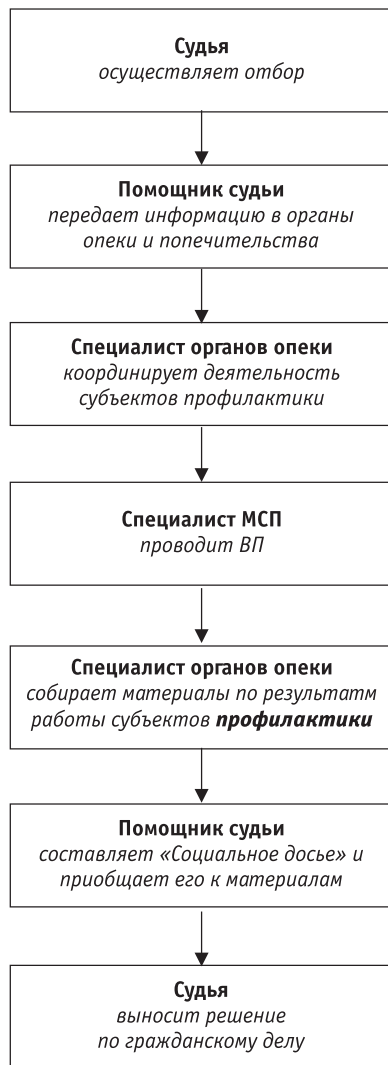 Судья
осуществляет отбор
Помощник судьи
передает информацию в органы
опеки и попечительства
Специалист органов опеки
координирует деятельность
субъектов профилактики
Специалист МСП
проводит ВП
Специалист органов опеки
собирает материалы по результатм
работы субъектов профилактики
Помощник судьи
составляет «Социальное досье» и
приобщает его к материалам
Судья
выносит решение
по гражданскому делу